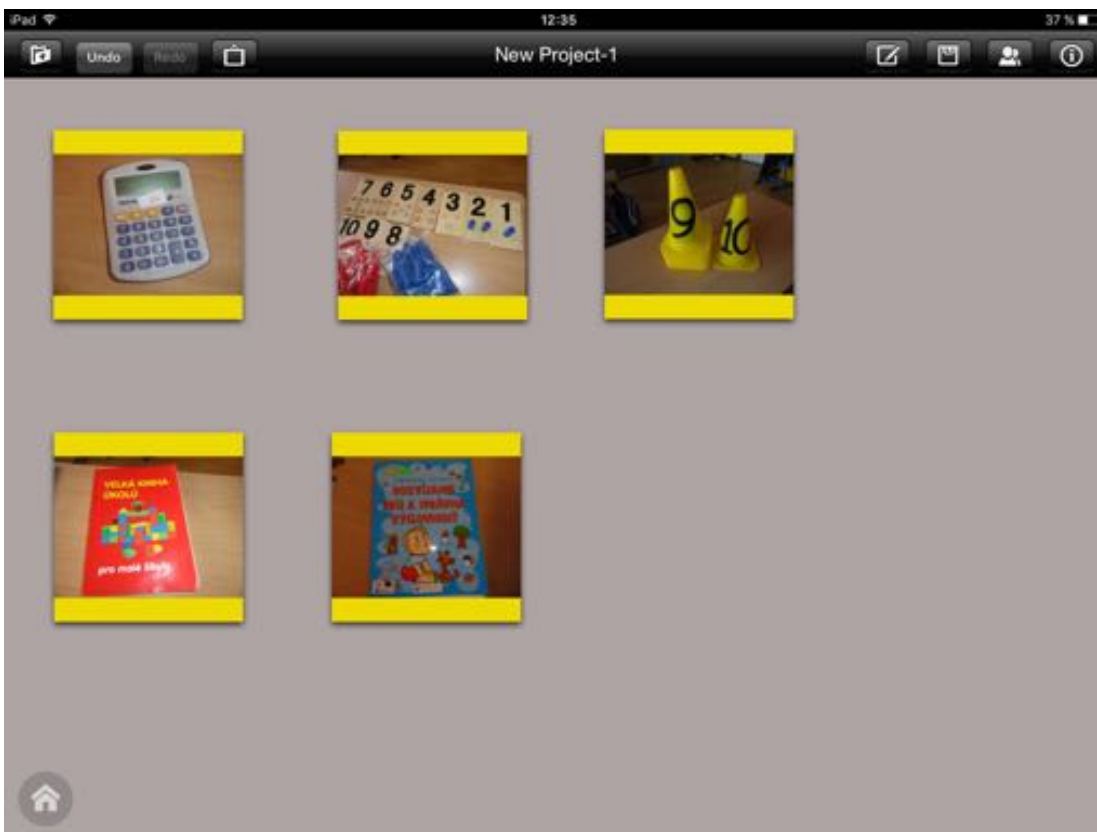 iPad 12:35 37 %
Undo Redo New Project-1
7 6 5 4 3 2 1
10 9 8
9 10
VELKÁ KNIHA
ÚKOLŮ
pro malé